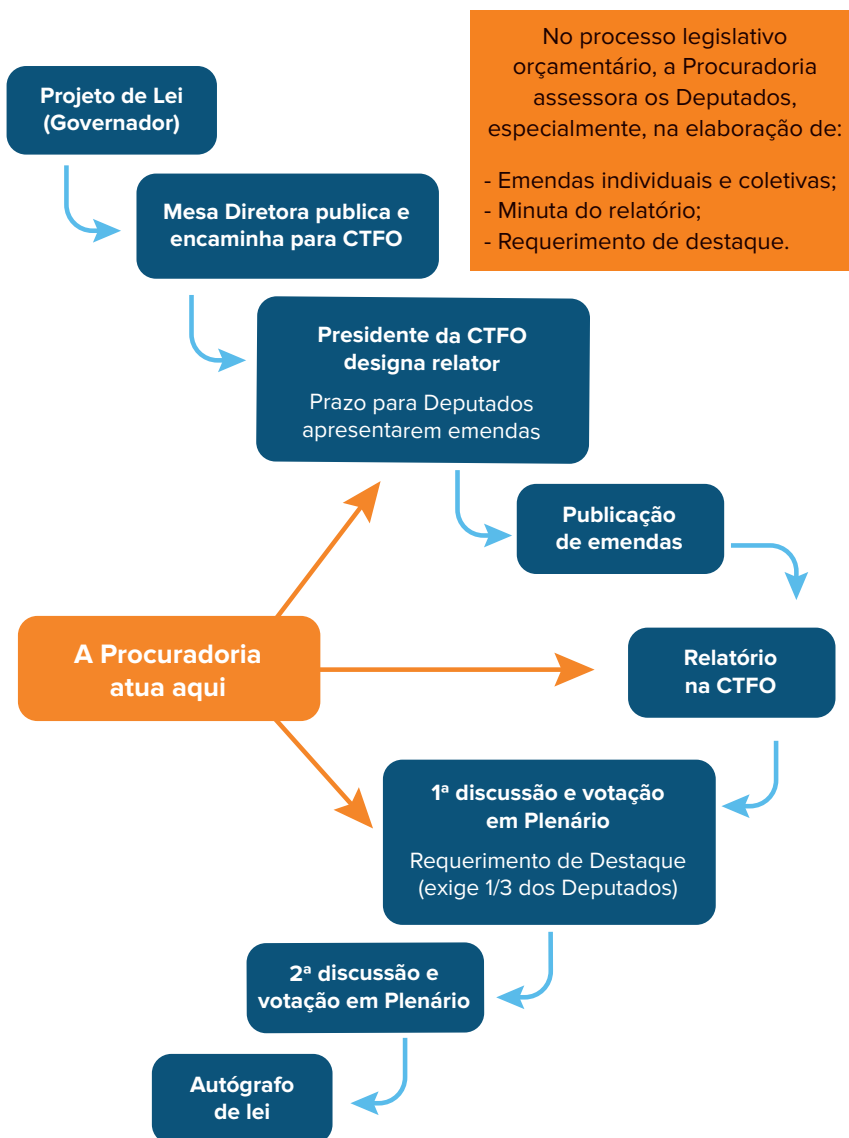 No processo legislativo
orçamentário, a Procuradoria
assessora os Deputados,
especialmente, na elaboração de:
- Emendas individuais e coletivas;
- Minuta do relatório;
- Requerimento de destaque.
Projeto de Lei
(Governador)
Mesa Diretora publica e
encaminha para CTFO
Presidente da CTFO
designa relator
Prazo para Deputados
apresentarem emendas
Publicação
de emendas
A Procuradoria
atua aqui
Relatório
na CTFO
1ª discussão e votação
em Plenário
Requerimento de Destaque
(exige 1/3 dos Deputados)
2ª discussão e
votação em Plenário
Autógrafo
de lei